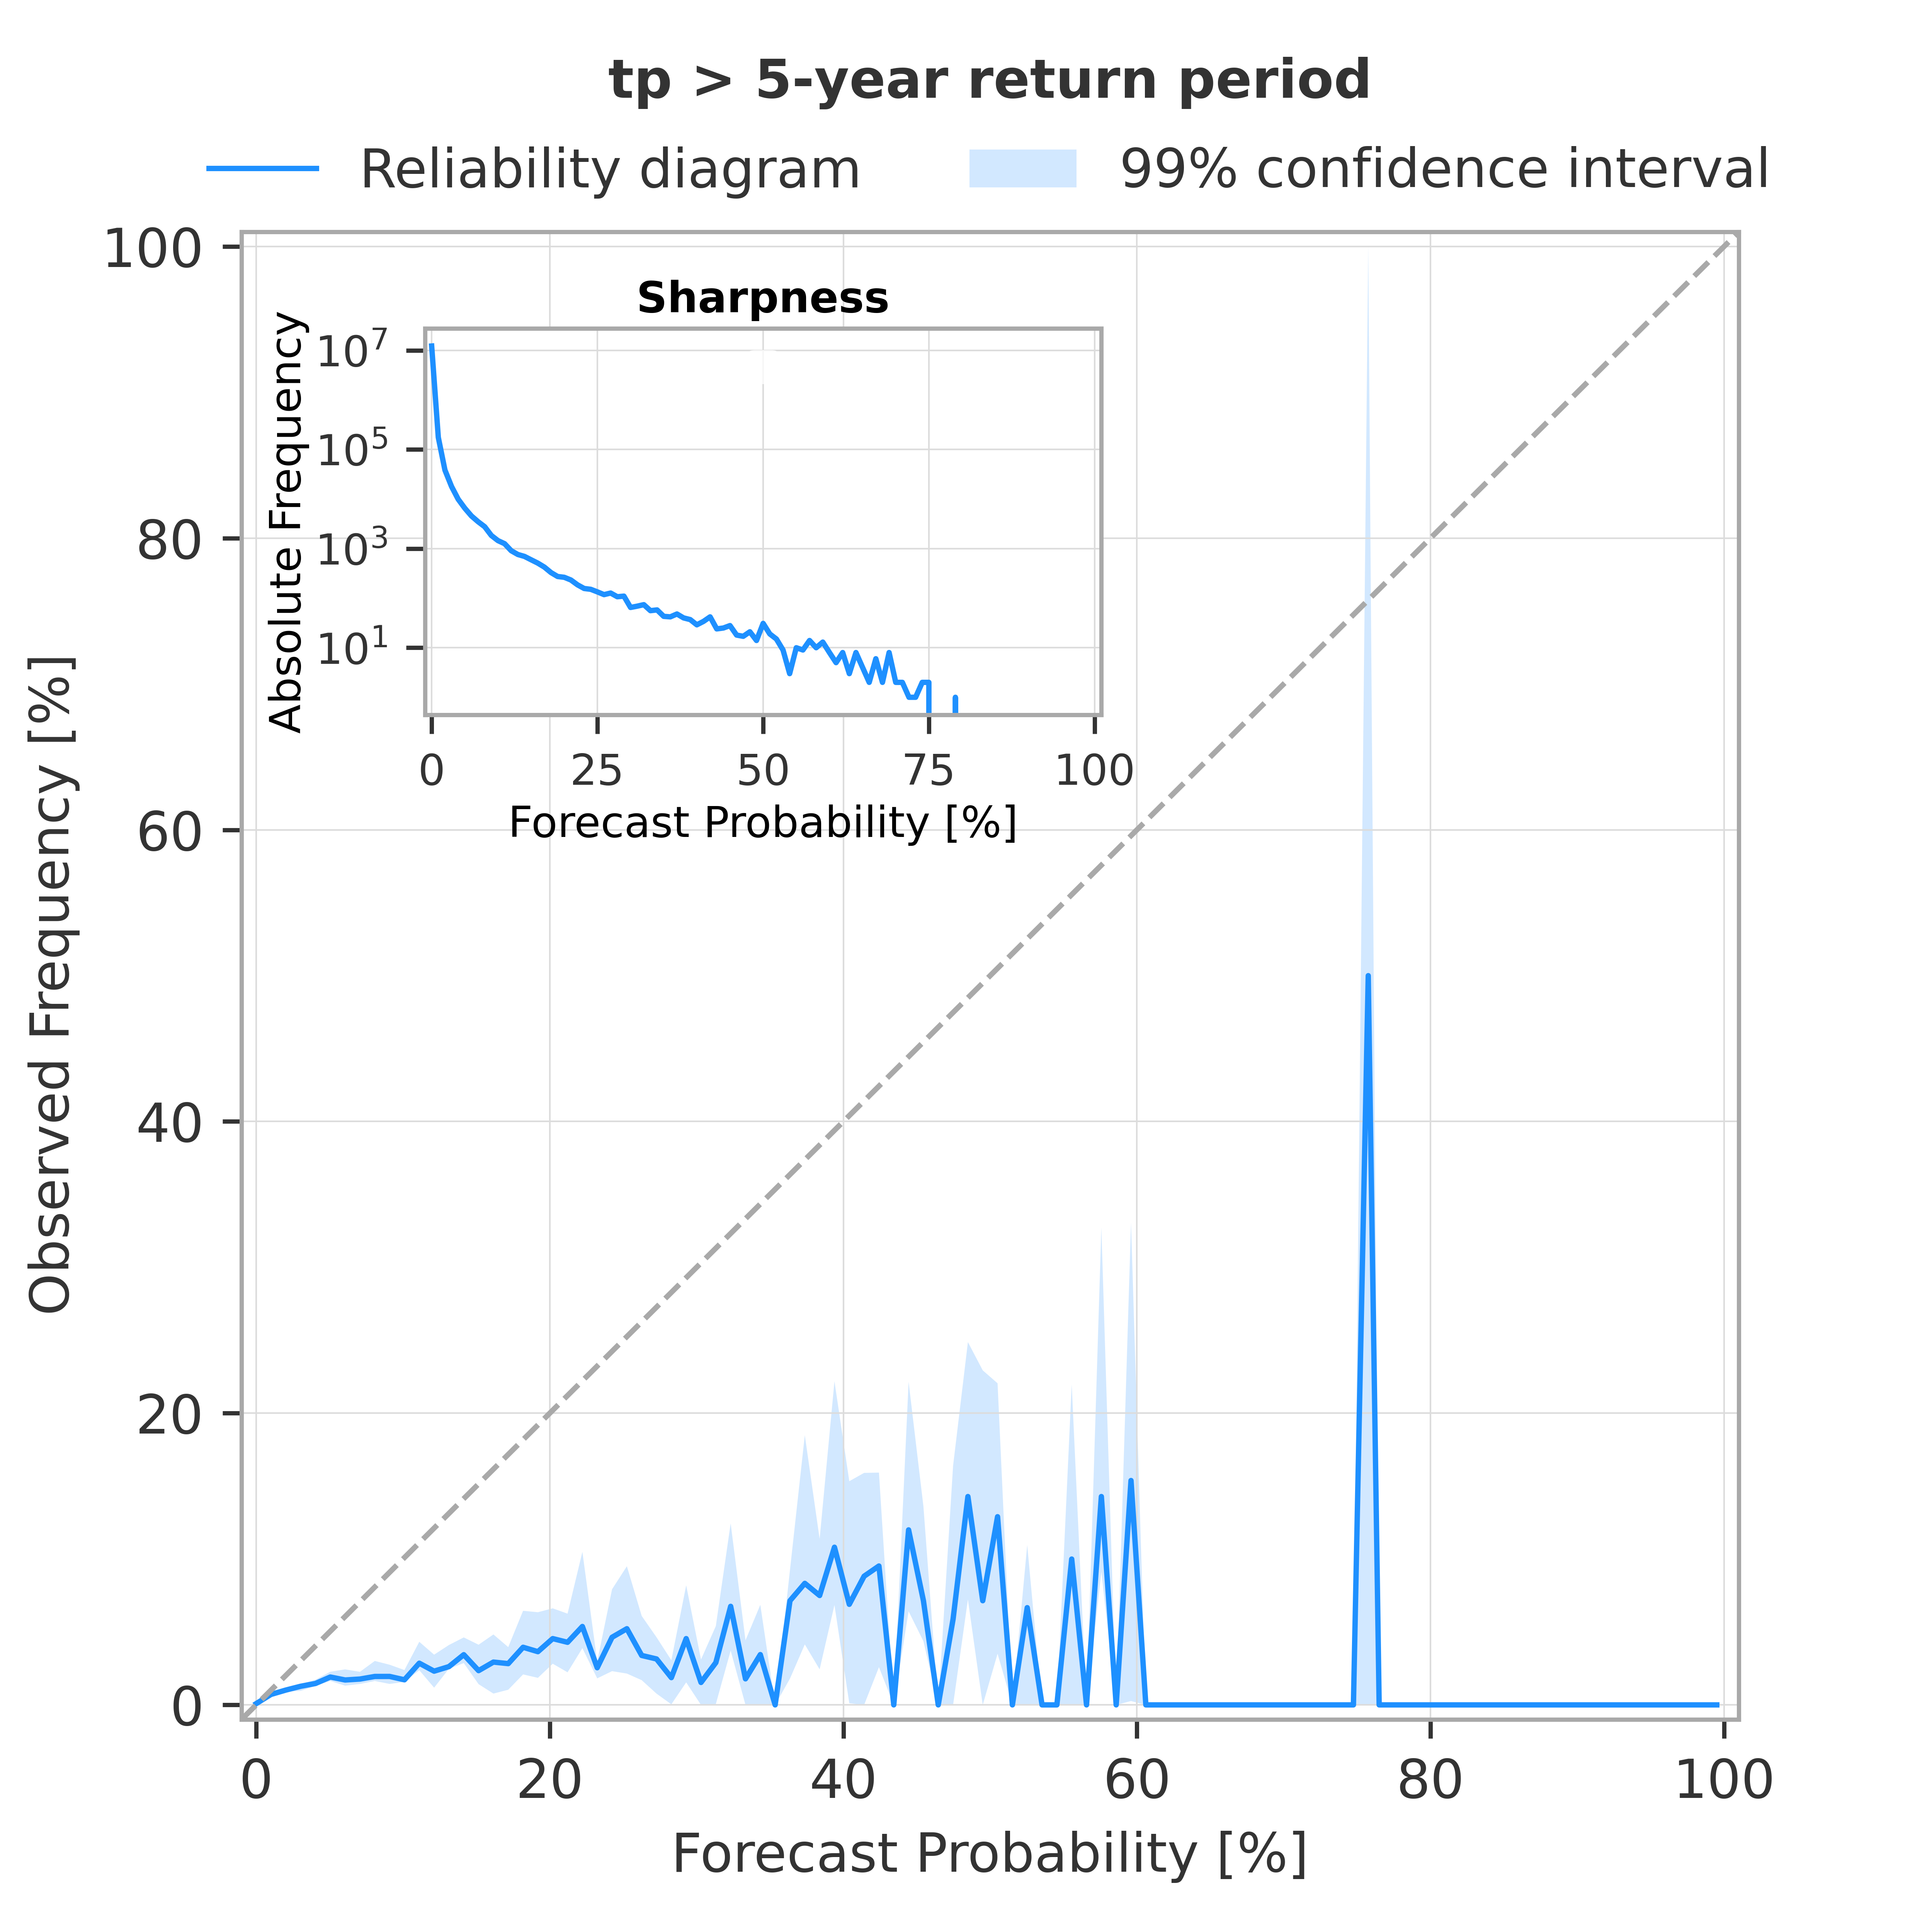 tp > 5-year return period
Reliability diagram
99% confidence interval
Sharpness
Absolute Frequency
10⁷
10⁵
10³
10¹
0 25 50 75 100
Forecast Probability [%]
Observed Frequency [%]
100
80
60
40
20
0
0 20 40 60 80 100
Forecast Probability [%]